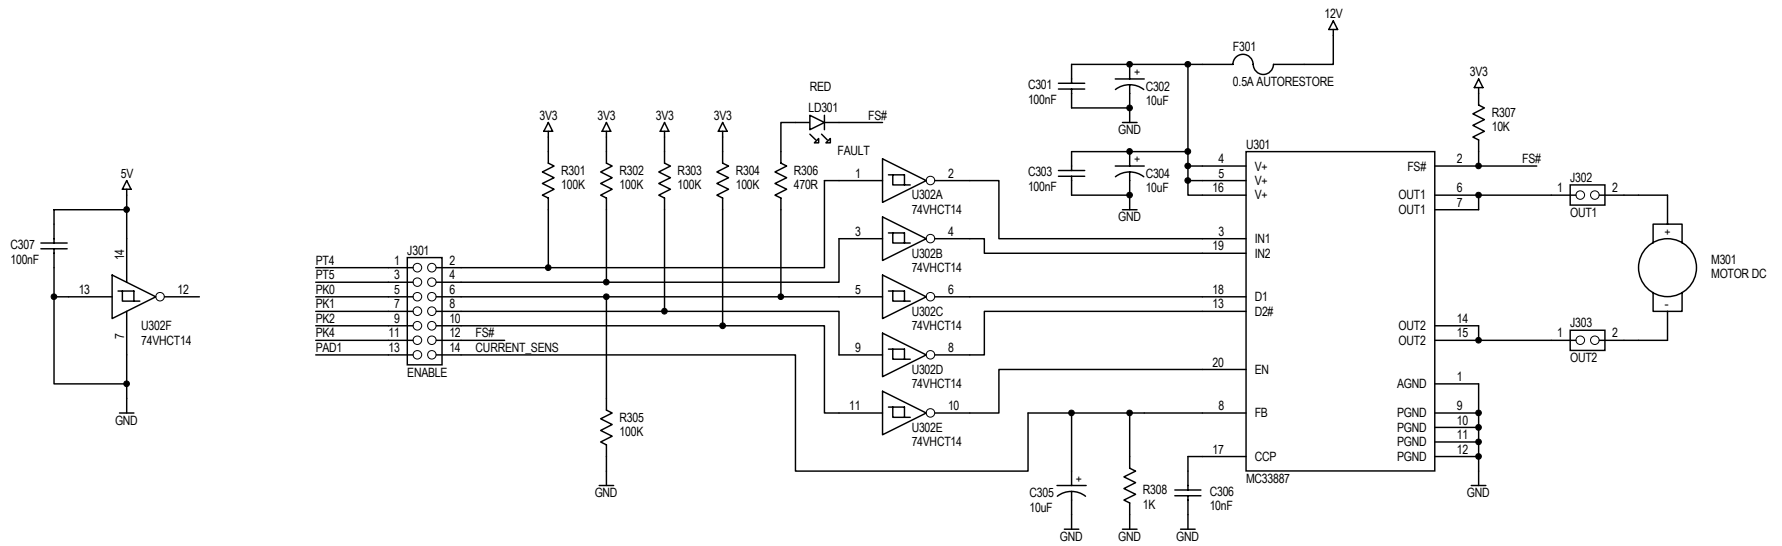 12V
F301
0.5A AUTORESTORE
C301
100nF
+
C302
10uF
GND
3V3
R307
10K
RED
LD301
FS#
FAULT
3V3
3V3
3V3
3V3
R301
100K
R302
100K
R303
100K
R304
100K
R306
470R
C303
100nF
+
C304
10uF
GND
U301
4
5
16
V+
V+
V+
3
19
IN1
IN2
18
13
D1
D2#
20
EN
8
FB
17
CCP
MC33887
FS#
2
FS#
OUT1
OUT1
6
7
OUT2
OUT2
14
15
AGND
1
PGND
PGND
PGND
PGND
9
10
11
12
GND
J302
1
2
OUT1
J303
1
2
OUT2
+
-
M301
MOTOR DC
1
2
U302A
74VHCT14
3
4
U302B
74VHCT14
5
6
U302C
74VHCT14
9
8
U302D
74VHCT14
11
10
U302E
74VHCT14
5V
C307
100nF
14
13
12
7
U302F
74VHCT14
GND
J301
PT4
1
2
PT5
3
4
PK0
5
6
PK1
7
8
PK2
9
10
PK4
11
12
FS#
PAD1
13
14
CURRENT_SENS
ENABLE
R305
100K
GND
C305
10uF
+
GND
R308
1K
GND
C306
10nF
GND